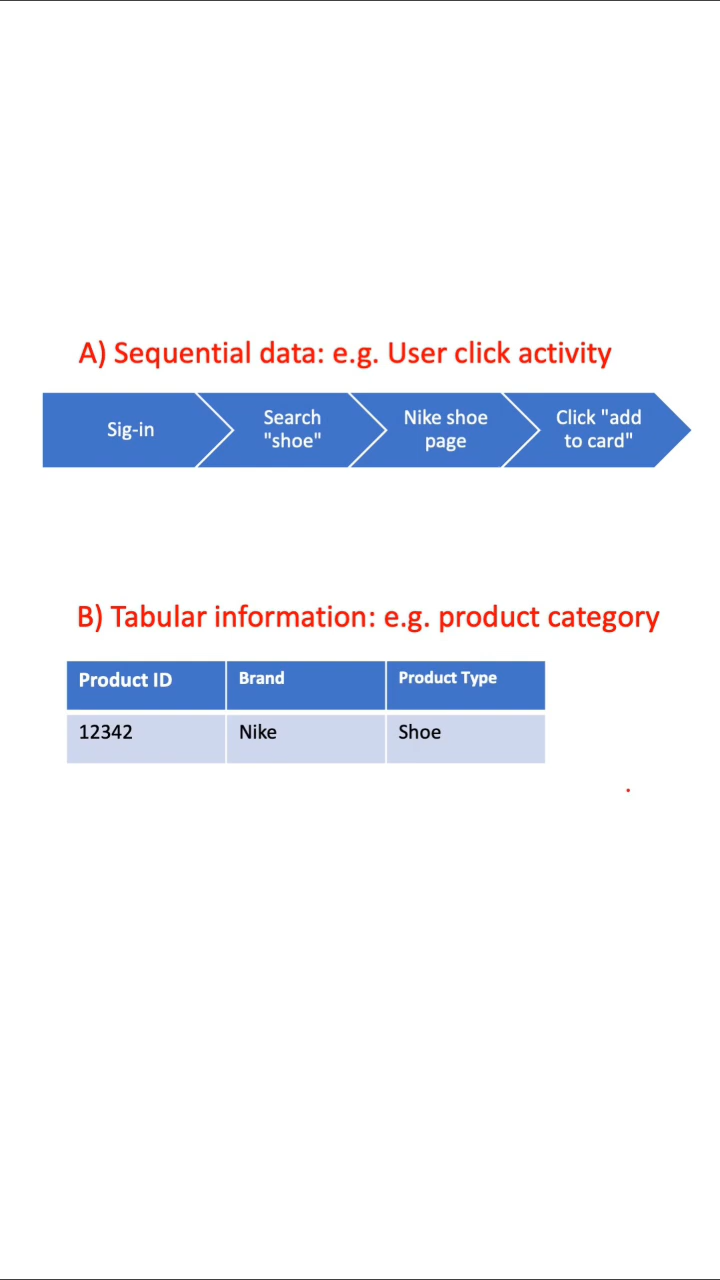 A) Sequential data: e.g. User click activity
Sig-in
Search
"shoe"
Nike shoe
page
Click "add
to card"
B) Tabular information: e.g. product category
Product ID Brand Product Type
12342 Nike Shoe